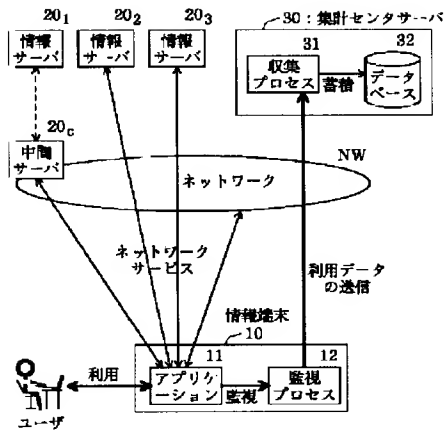 20₁
20₂
20₃
30：集計センタサーバ
情報
サーバ
情報
サーバ
情報
サーバ
31
32
収集
プロセス
蓄積
データ
ベース
20c
中間
サーバ
NW
ネットワーク
ネットワーク
サービス
利用データ
の送信
情報端末
10
11
12
利用
アプリケ
ーション
監視
監視
プロセス
ユーザ